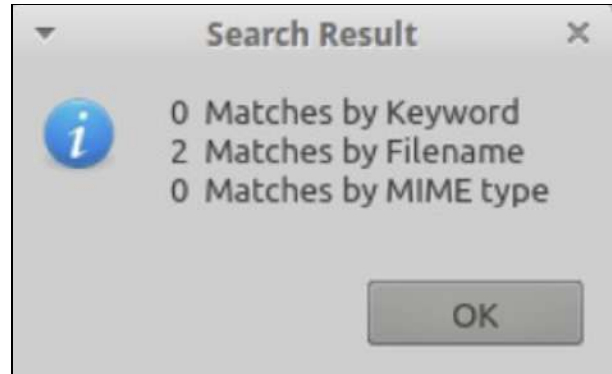 Search Result
0 Matches by Keyword
2 Matches by Filename
0 Matches by MIME type
OK